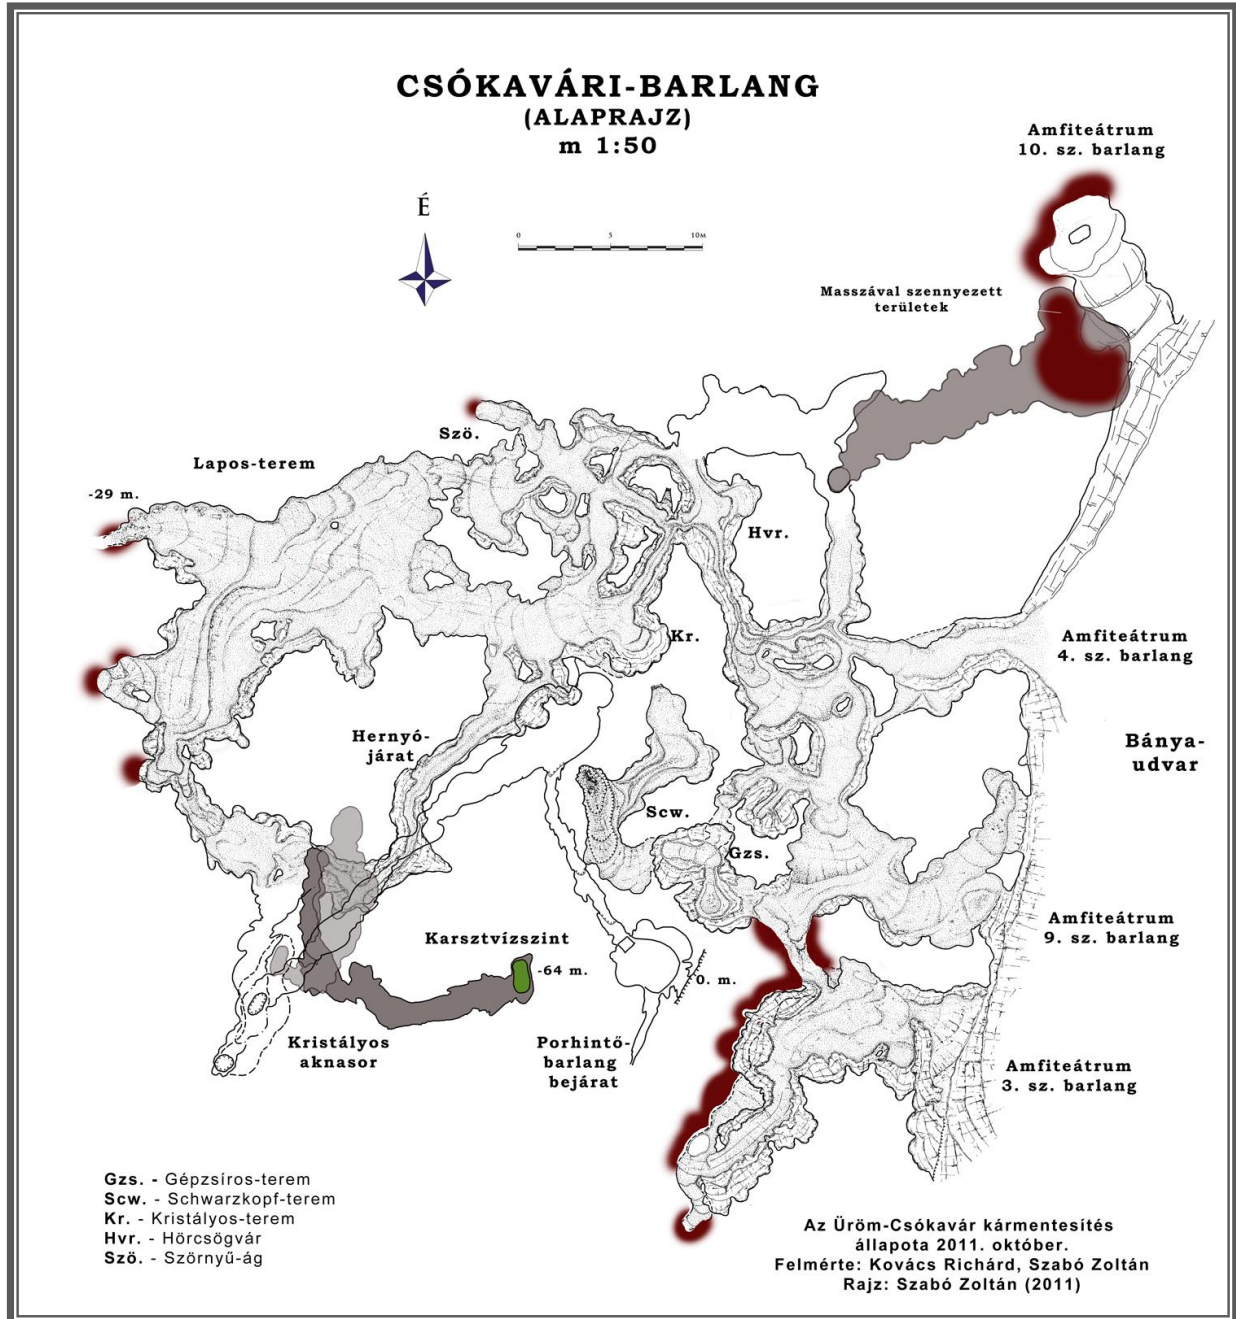 CSÓKAVÁRI-BARLANG
(ALAPRAJZ)
m 1:50
Amfiteátrum
10. sz. barlang
É
0 5 10M
Masszával szennyezett
területek
Szö.
Lapos-terem
-29 m.
Hvr.
Kr.
Amfiteátrum
4. sz. barlang
Hernyó-
járat
Bánya-
udvar
Scw.
Gzs.
Amfiteátrum
9. sz. barlang
Karsztvízszint
-64 m.
0. m.
Kristályos
aknasor
Porhintő-
barlang
bejárat
Amfiteátrum
3. sz. barlang
Gzs. - Gépzsíros-terem
Scw. - Schwarzkopf-terem
Kr. - Kristályos-terem
Hvr. - Hörcsögvár
Szö. - Szörnyű-ág
Az Üröm-Csókavár kármentesítés
állapota 2011. október.
Felmérte: Kovács Richárd, Szabó Zoltán
Rajz: Szabó Zoltán (2011)